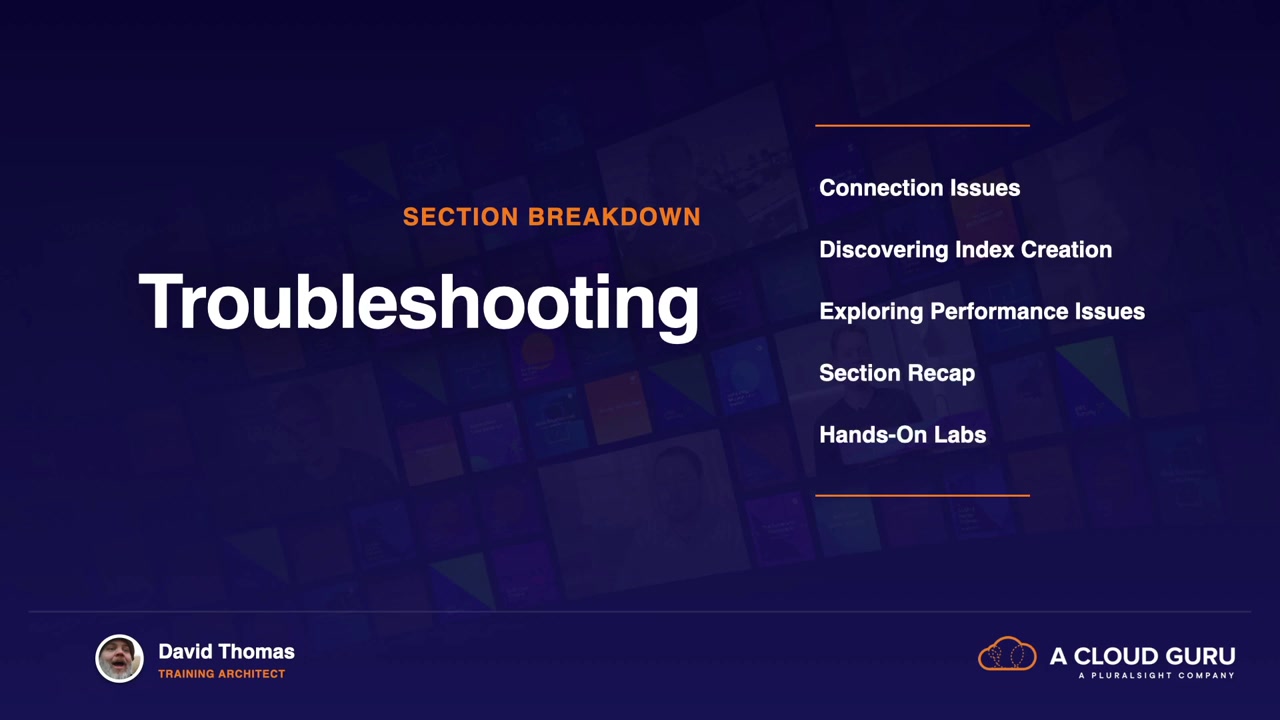 SECTION BREAKDOWN
Troubleshooting
Connection Issues
Discovering Index Creation
Exploring Performance Issues
Section Recap
Hands-On Labs
David Thomas
TRAINING ARCHITECT
A CLOUD GURU
A PLURALSIGHT COMPANY